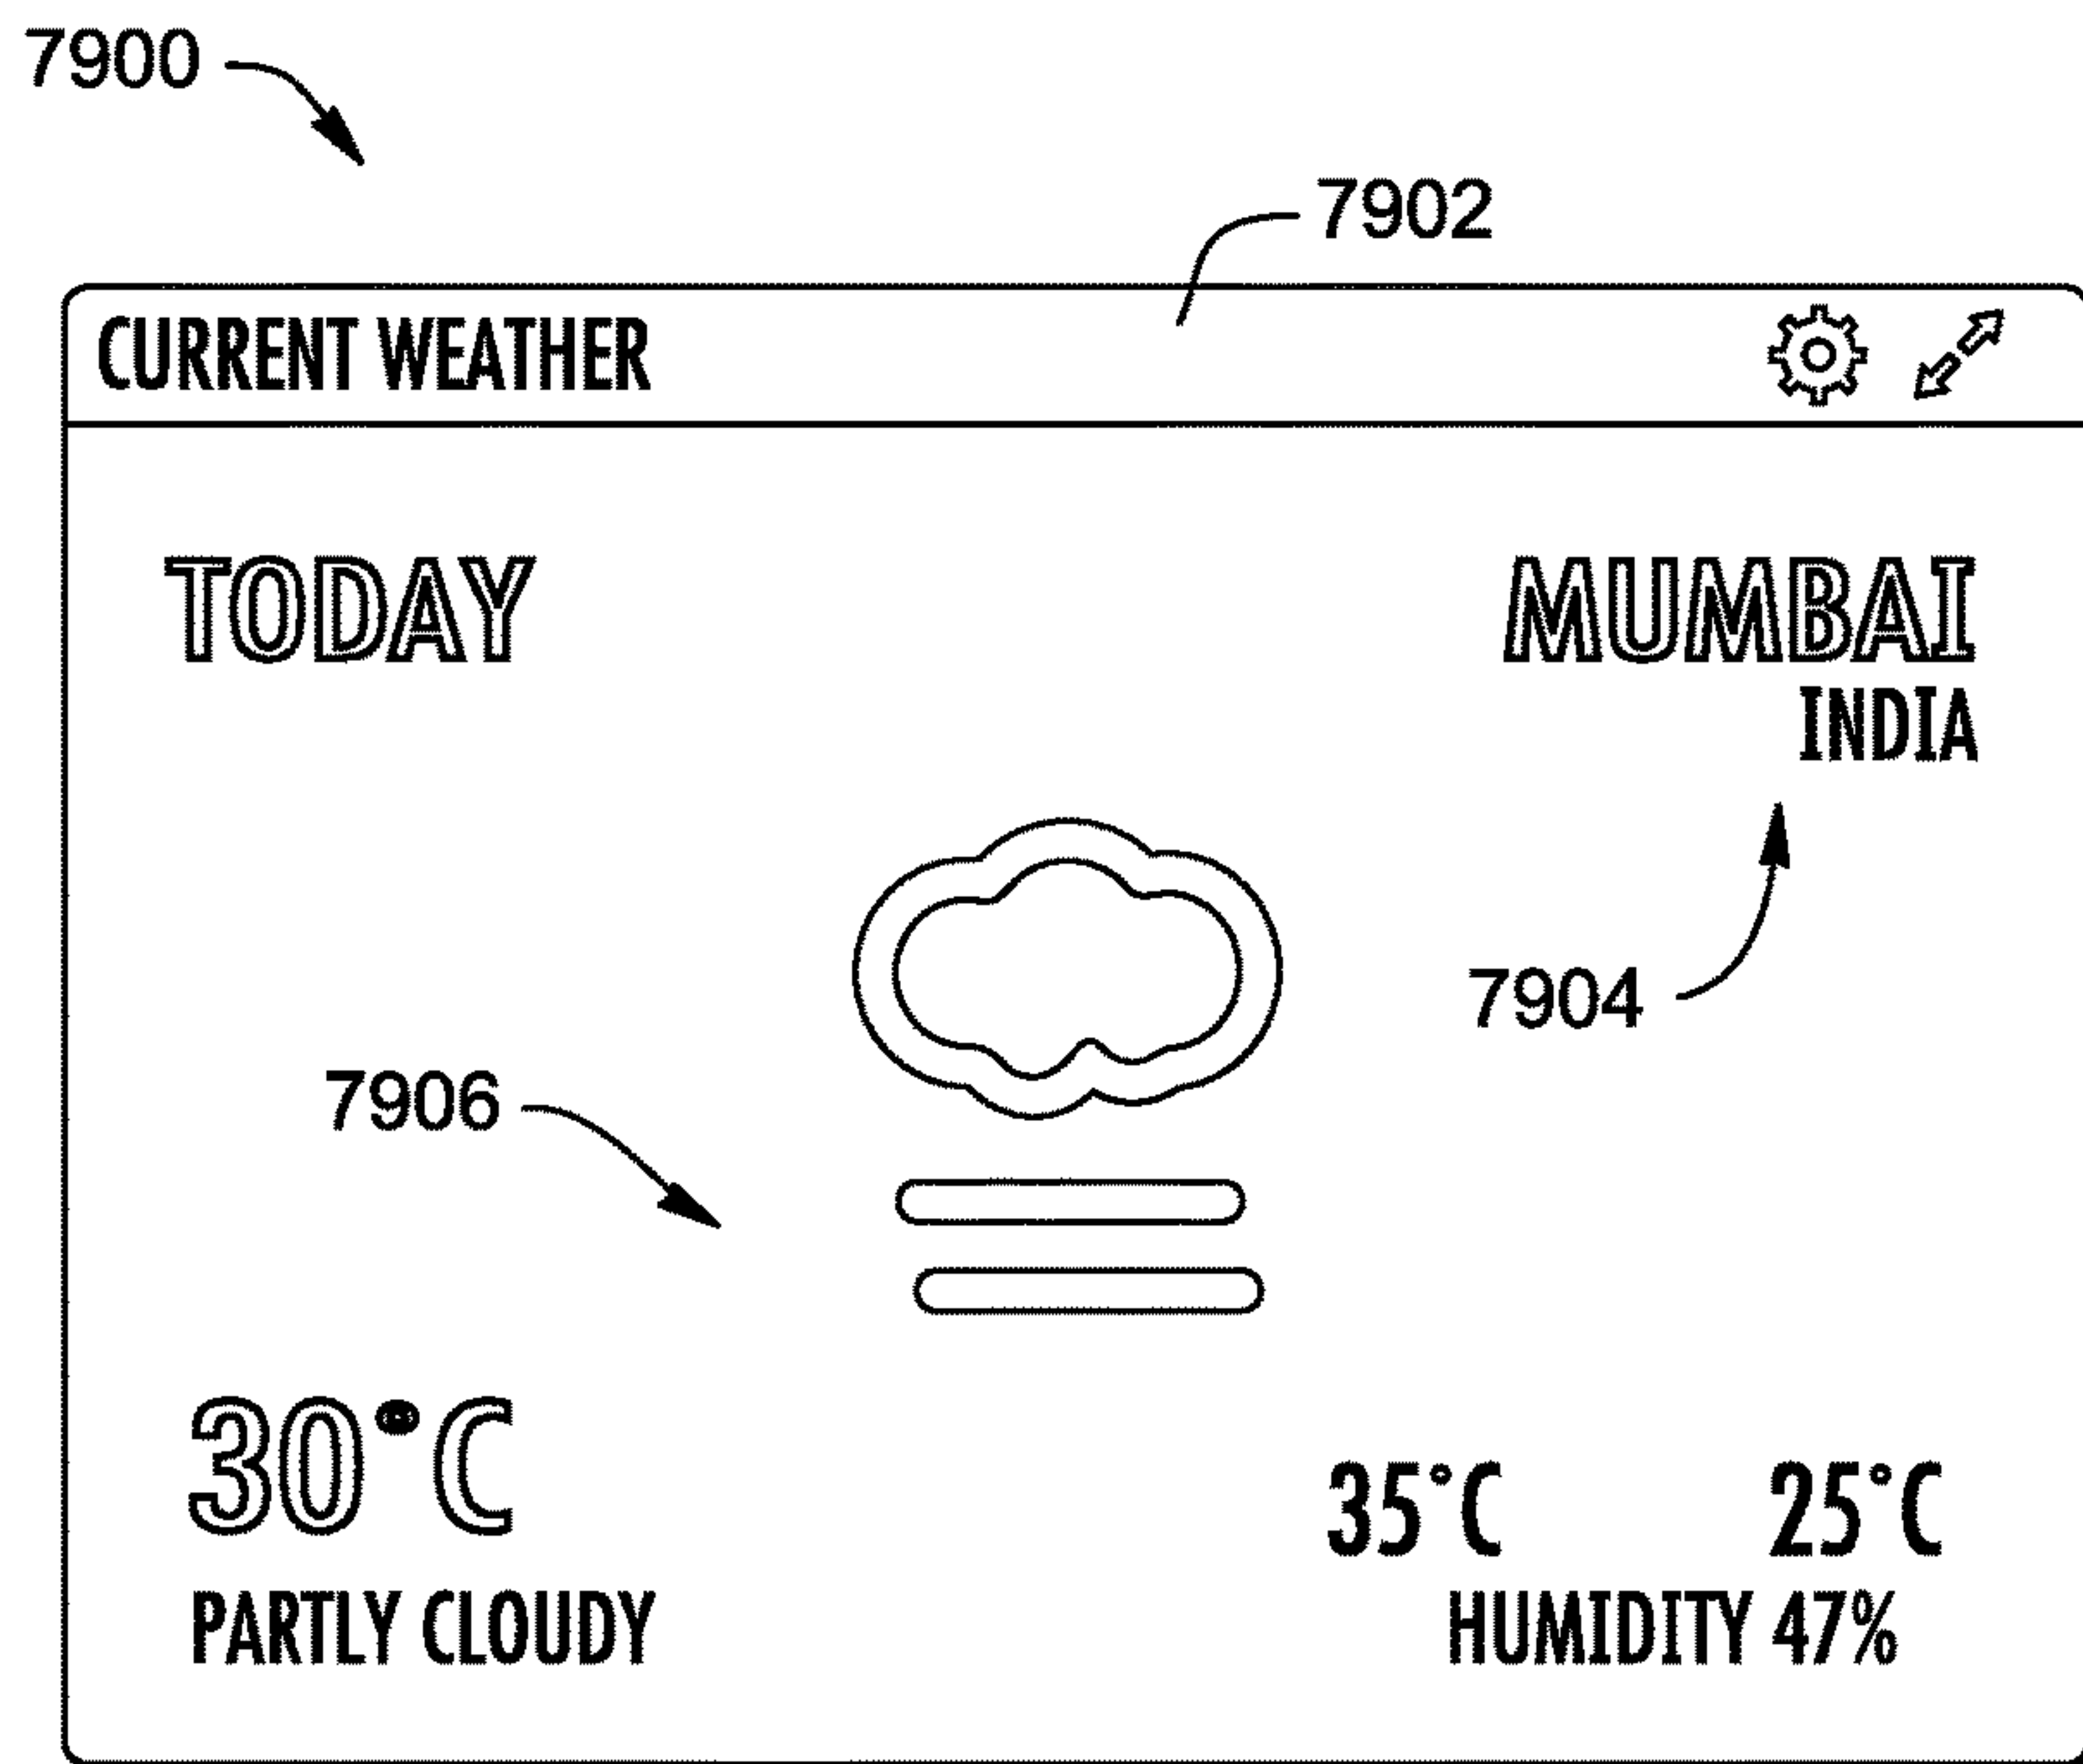 7900
7902
CURRENT WEATHER
TODAY
MUMBAI
INDIA
7904
7906
30°C
35°C 25°C
PARTLY CLOUDY
HUMIDITY 47%